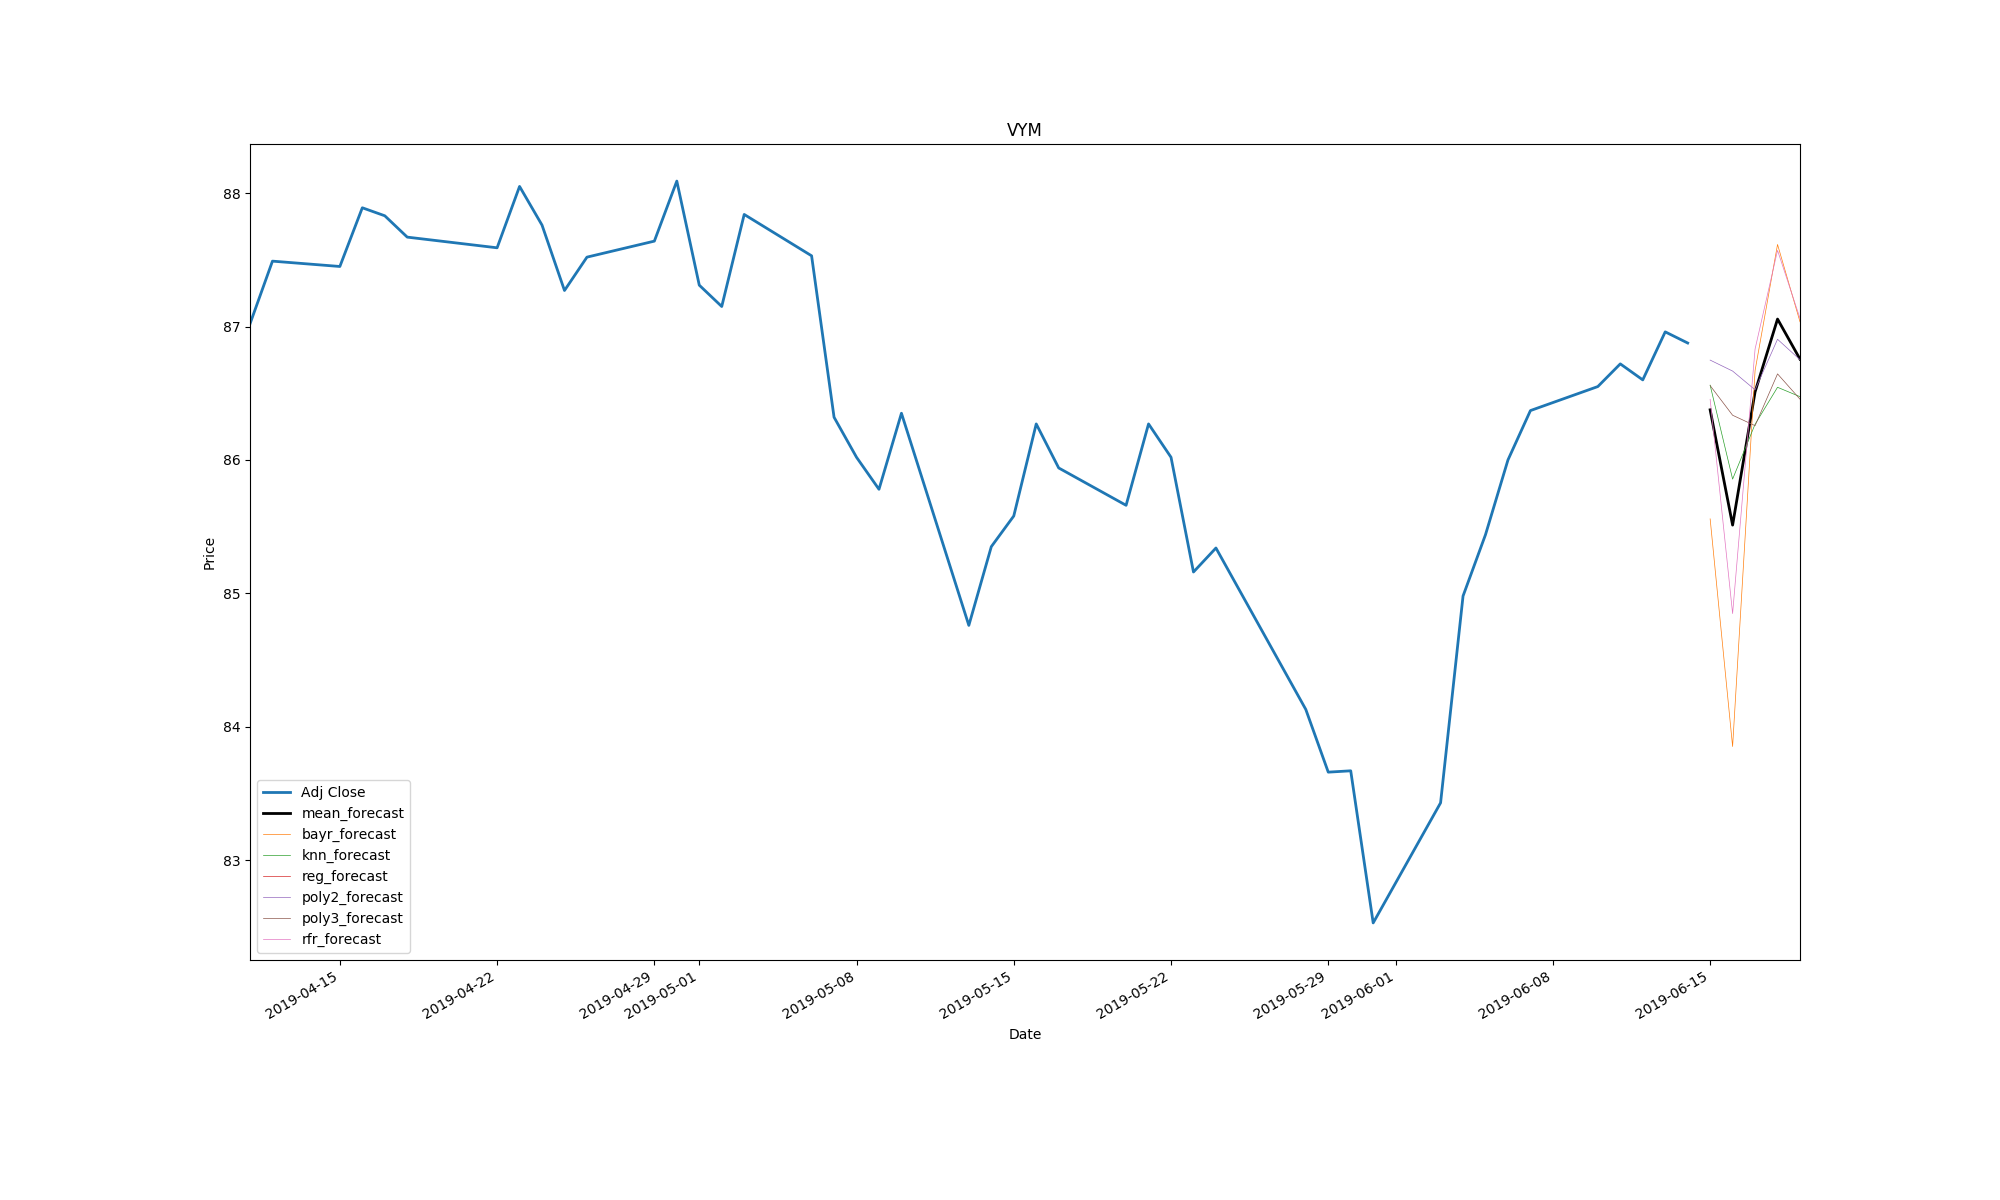 VYM
88
87
86
85
84
83
Price
Adj Close
mean_forecast
bayr_forecast
knn_forecast
reg_forecast
poly2_forecast
poly3_forecast
rfr_forecast
2019-04-15
2019-04-22
2019-04-29
2019-05-01
2019-05-08
2019-05-15
2019-05-22
2019-05-29
2019-06-01
2019-06-08
2019-06-15
Date